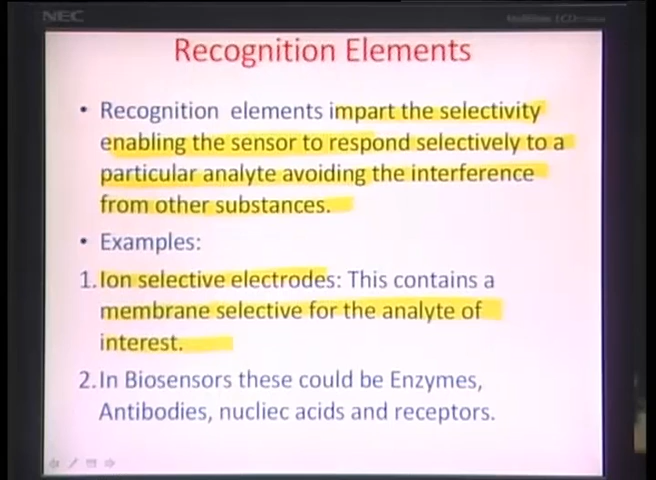 NEC
MultiSync LCD
Recognition Elements
• Recognition elements impart the selectivity
enabling the sensor to respond selectively to a
particular analyte avoiding the interference
from other substances.
• Examples:
1. Ion selective electrodes: This contains a
membrane selective for the analyte of
interest.
2. In Biosensors these could be Enzymes,
Antibodies, nucliec acids and receptors.